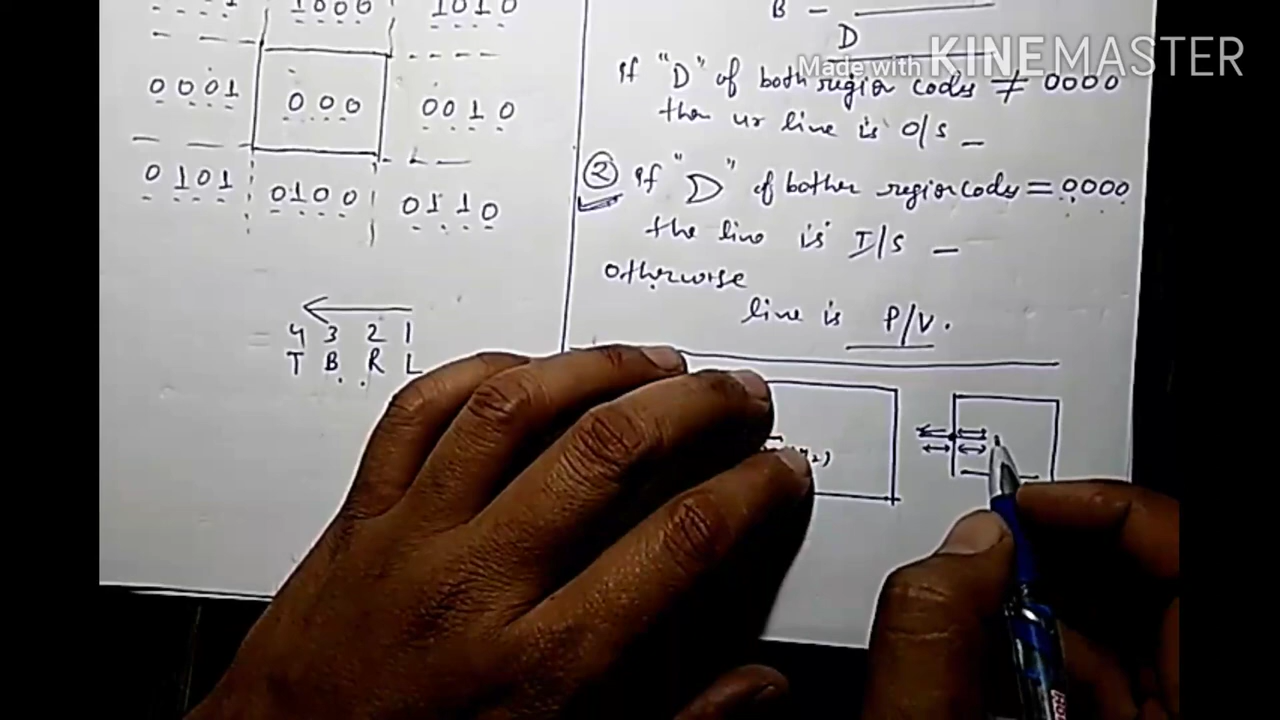 1000 1010
0001 000 0010
0101 0100 0110
4 3 2 1
T B R L
B –
D
If "D" of both region codes ≠ 0000
then ur line is O/S –
② If "D" of bother region codes = 0000
the line is I/S –
otherwise
line is P/V.
Made with KINEMASTER